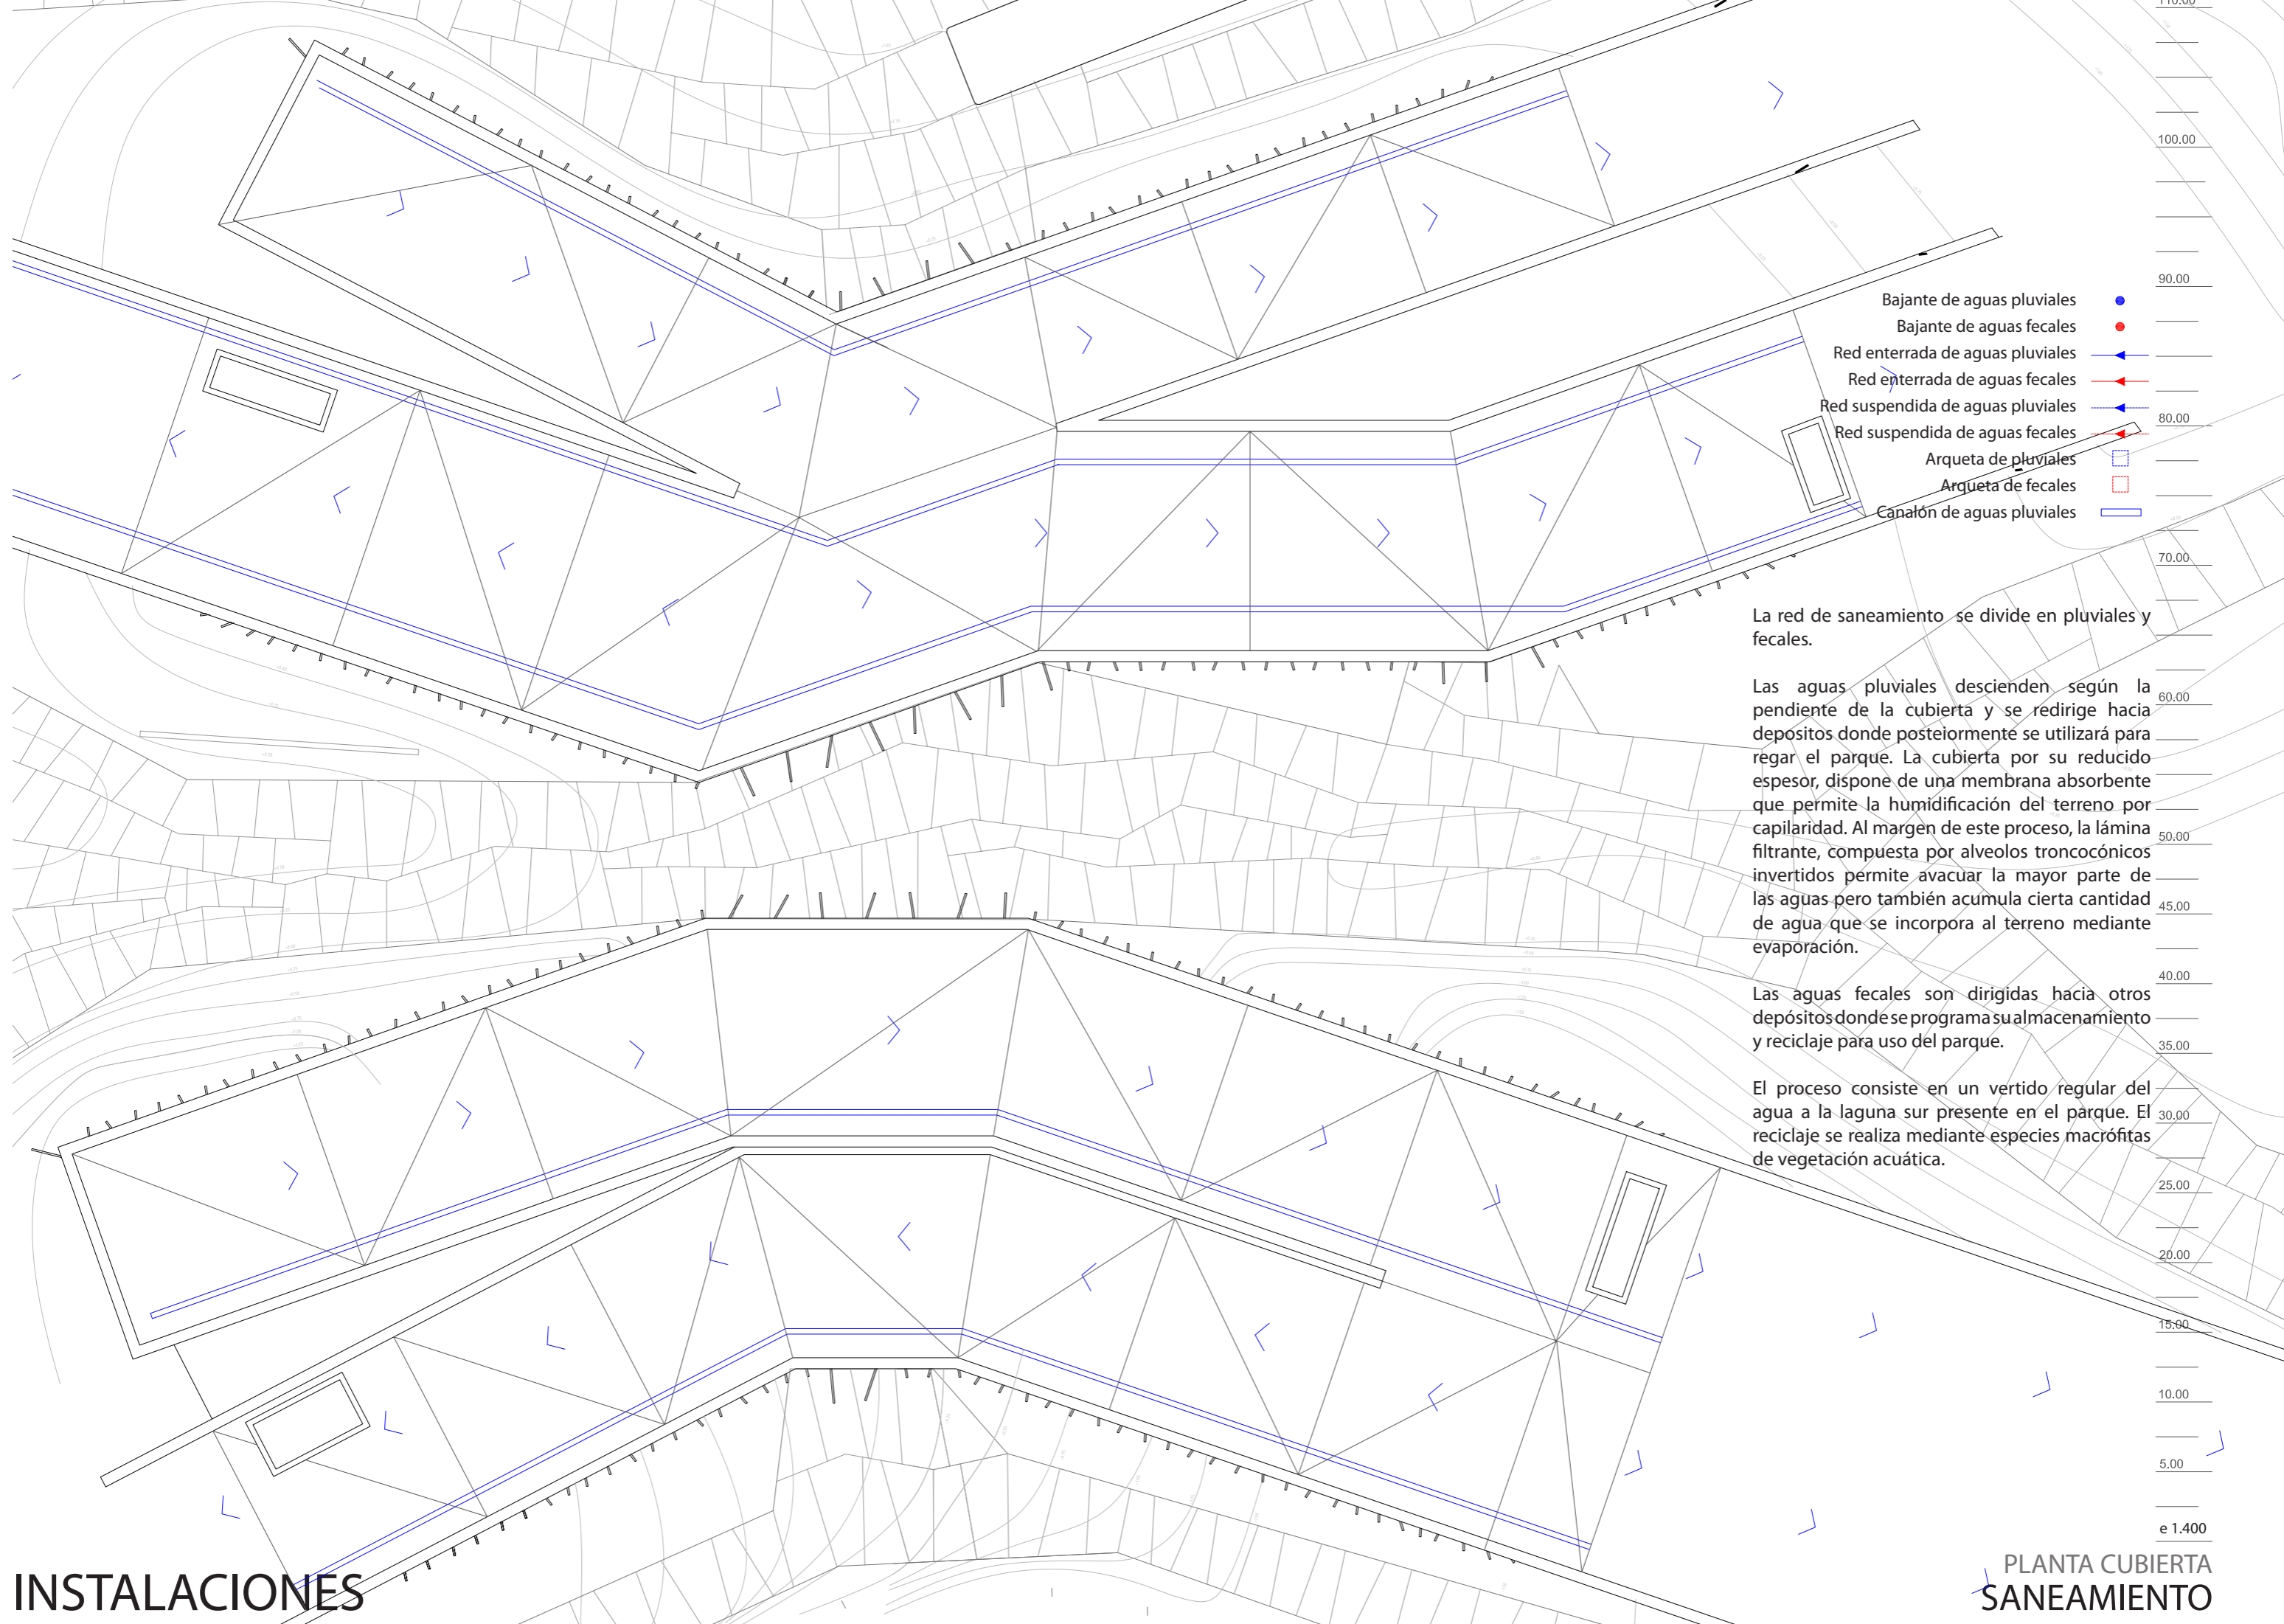 110.00
100.00
90.00
Bajante de aguas pluviales
Bajante de aguas fecales
Red enterrada de aguas pluviales
Red enterrada de aguas fecales
Red suspendida de aguas pluviales
80.00
Red suspendida de aguas fecales
Arqueta de pluviales
Arqueta de fecales
Canalón de aguas pluviales
70.00
La red de saneamiento se divide en pluviales y
fecales.
Las aguas pluviales descienden según la
60.00
pendiente de la cubierta y se redirige hacia
depositos donde posteiormente se utilizará para
regar el parque. La cubierta por su reducido
espesor, dispone de una membrana absorbente
que permite la humidificación del terreno por
50.00
capilaridad. Al margen de este proceso, la lámina
filtrante, compuesta por alveolos troncocónicos
invertidos permite avacuar la mayor parte de
las aguas pero también acumula cierta cantidad
45.00
de agua que se incorpora al terreno mediante
evaporación.
40.00
Las aguas fecales son dirigidas hacia otros
depósitos donde se programa su almacenamiento
y reciclaje para uso del parque.
35.00
El proceso consiste en un vertido regular del
agua a la laguna sur presente en el parque. El
30.00
reciclaje se realiza mediante especies macrófitas
de vegetación acuática.
25.00
20.00
15.00
10.00
5.00
e 1.400
INSTALACIONES
PLANTA CUBIERTA
SANEAMIENTO